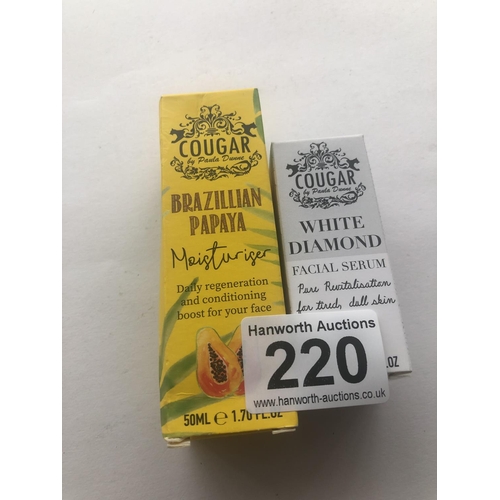 COUGAR
by Paula Dunne
BRAZILLIAN
PAPAYA
Moisturiser
Daily regeneration
and conditioning
boost for your face
50ML e 1.70 FL.OZ
COUGAR
by Paula Dunne
WHITE
DIAMOND
FACIAL SERUM
Pure Revitalisation
for tired, dull skin
.OZ
Hanworth Auctions
220
www.hanworth-auctions.co.uk